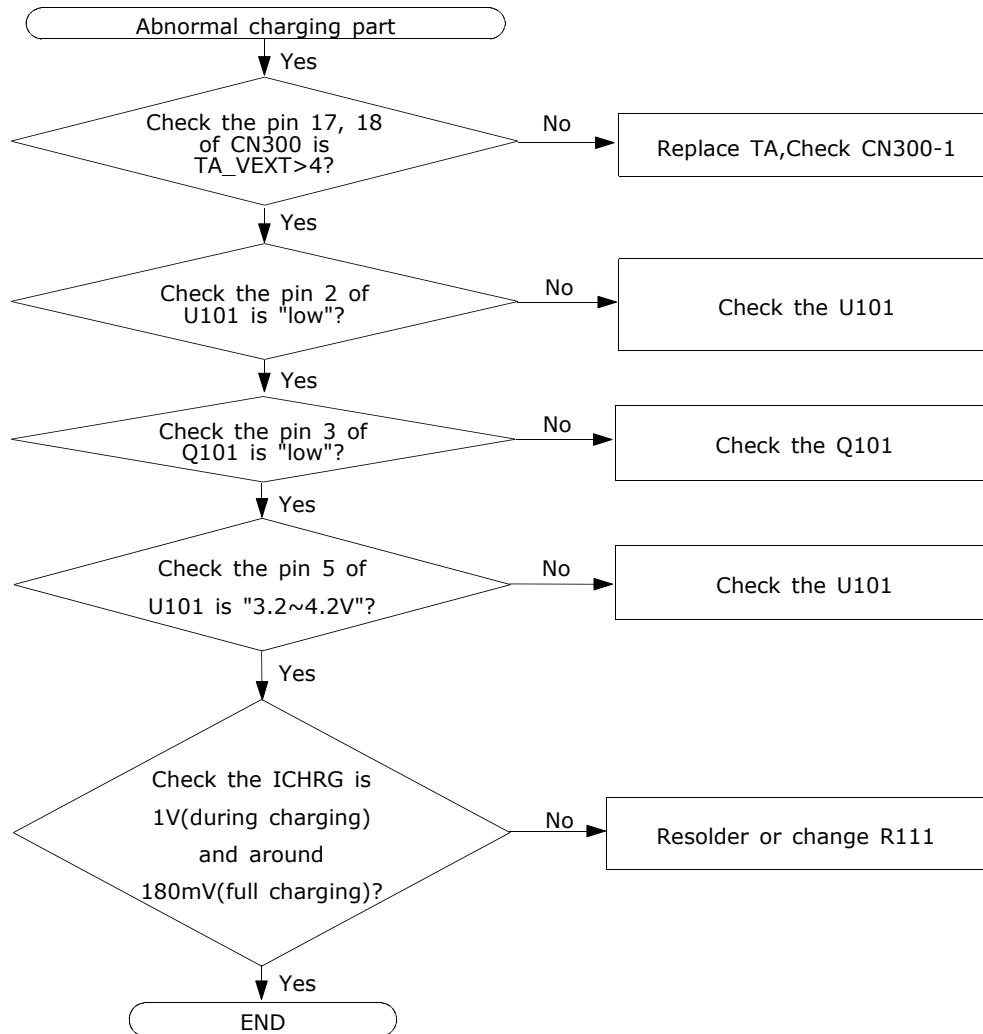 Abnormal charging part
Yes
Check the pin 17, 18
of CN300 is
TA_VEXT>4?
No
Replace TA,Check CN300-1
Yes
Check the pin 2 of
U101 is "low"?
No
Check the U101
Yes
Check the pin 3 of
Q101 is "low"?
No
Check the Q101
Yes
Check the pin 5 of
U101 is "3.2~4.2V"?
No
Check the U101
Yes
Check the ICHRG is
1V(during charging)
and around
180mV(full charging)?
No
Resolder or change R111
Yes
END